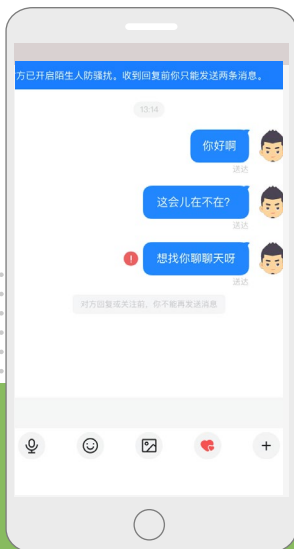 方已开启陌生人防骚扰。收到回复前你只能发送两条消息。
13:14
你好啊
送达
这会儿在不在?
送达
想找你聊聊天呀
送达
对方回复或关注前，你不能再发送消息